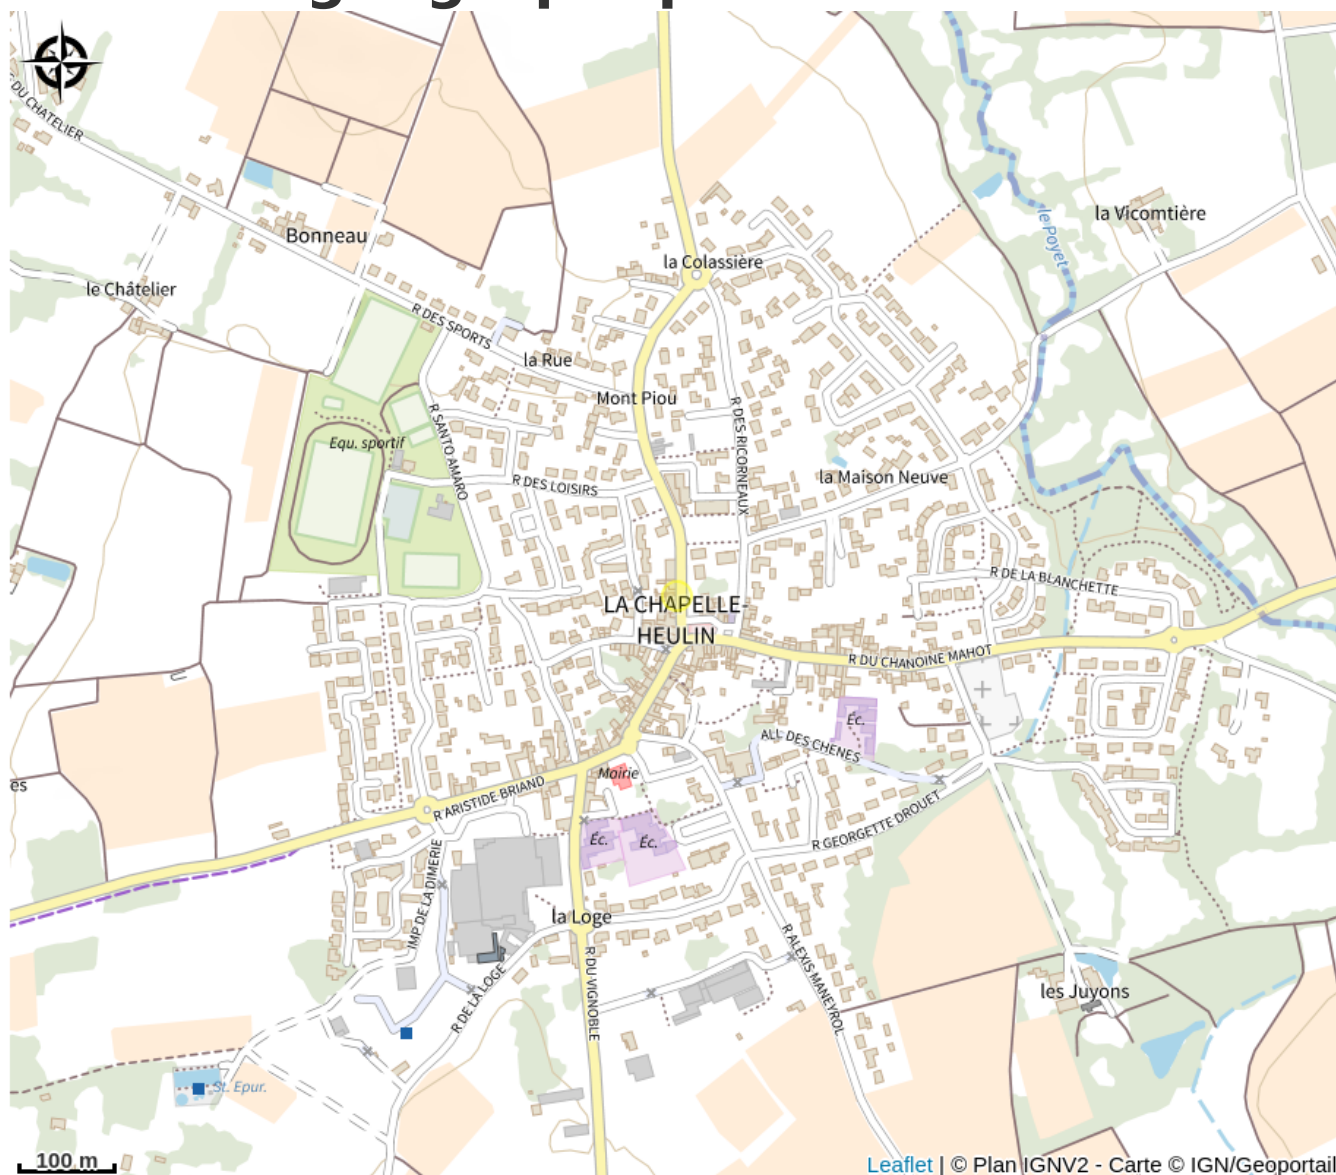 R DU CHATELIER
la Vicomtière
le Poyet
Bonneau
la Colassière
le Châtelier
R DES SPORTS
la Rue
Mont Piou
R SANTO AMARO
R DES RICORNEAUX
Equ. sportif
la Maison Neuve
R DES LOISIRS
R DE LA BLANCHETTE
LA CHAPELLE-
HEULIN
R DU CHANOINE MAHOT
Éc.
ALL DES CHENES
Mairie
es
R ARISTIDE BRIAND
R GEORGETTE DROUET
Éc.
Éc.
IMP DE LA DIMERIE
la Loge
R ALEXIS MANEYROL
R DU VIGNOBLE
R DE LA LOGE
les Juyons
St. Epur.
100 m
Leaflet | © Plan IGNV2 - Carte © IGN/Geoportail